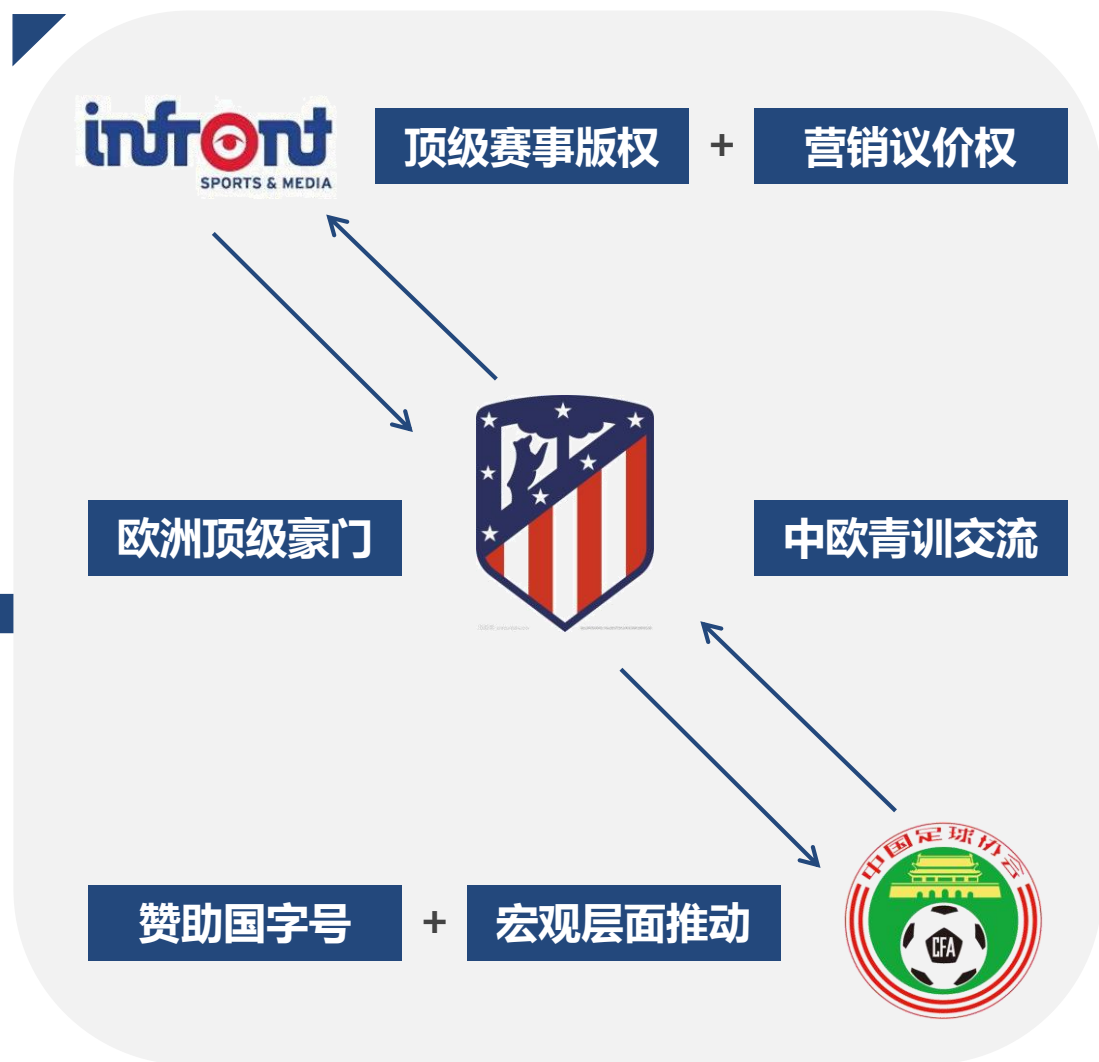 infront
SPORTS & MEDIA
顶级赛事版权 + 营销议价权
欧洲顶级豪门
中欧青训交流
中国足球协会
赞助国字号 + 宏观层面推动
CFA